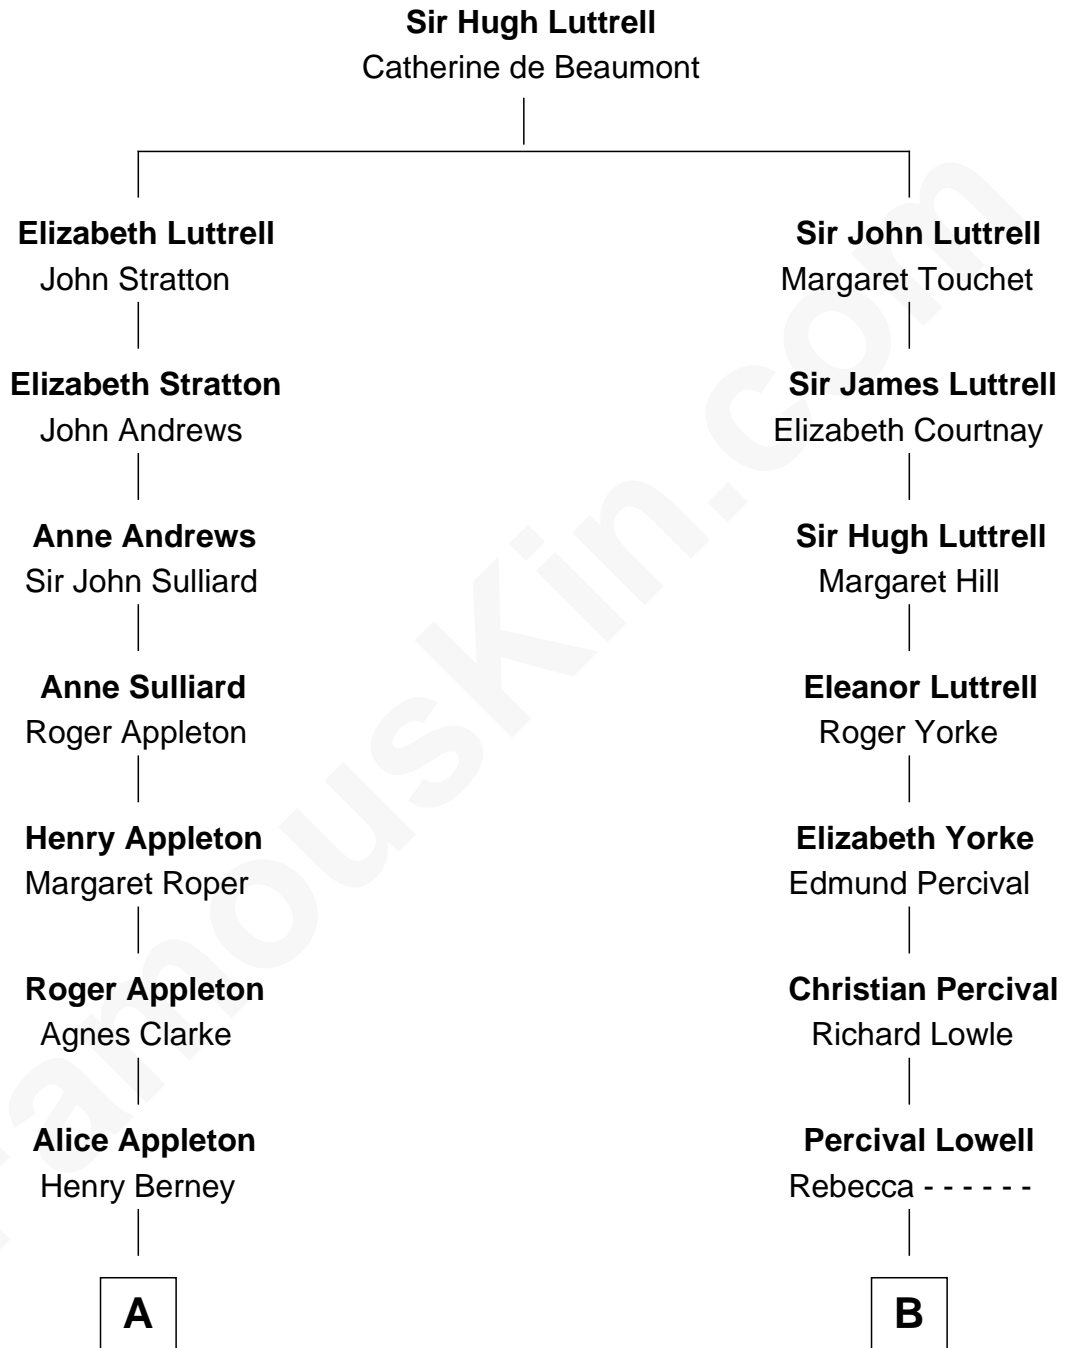 Sir Hugh Luttrell
Catherine de Beaumont
Elizabeth Luttrell
John Stratton
Sir John Luttrell
Margaret Touchet
Elizabeth Stratton
John Andrews
Sir James Luttrell
Elizabeth Courtnay
Anne Andrews
Sir John Sulliard
Sir Hugh Luttrell
Margaret Hill
Anne Sulliard
Roger Appleton
Eleanor Luttrell
Roger Yorke
Henry Appleton
Margaret Roper
Elizabeth Yorke
Edmund Percival
Roger Appleton
Agnes Clarke
Christian Percival
Richard Lowle
Alice Appleton
Henry Berney
Percival Lowell
Rebecca - - - - - -
A
B
FamousKin.com